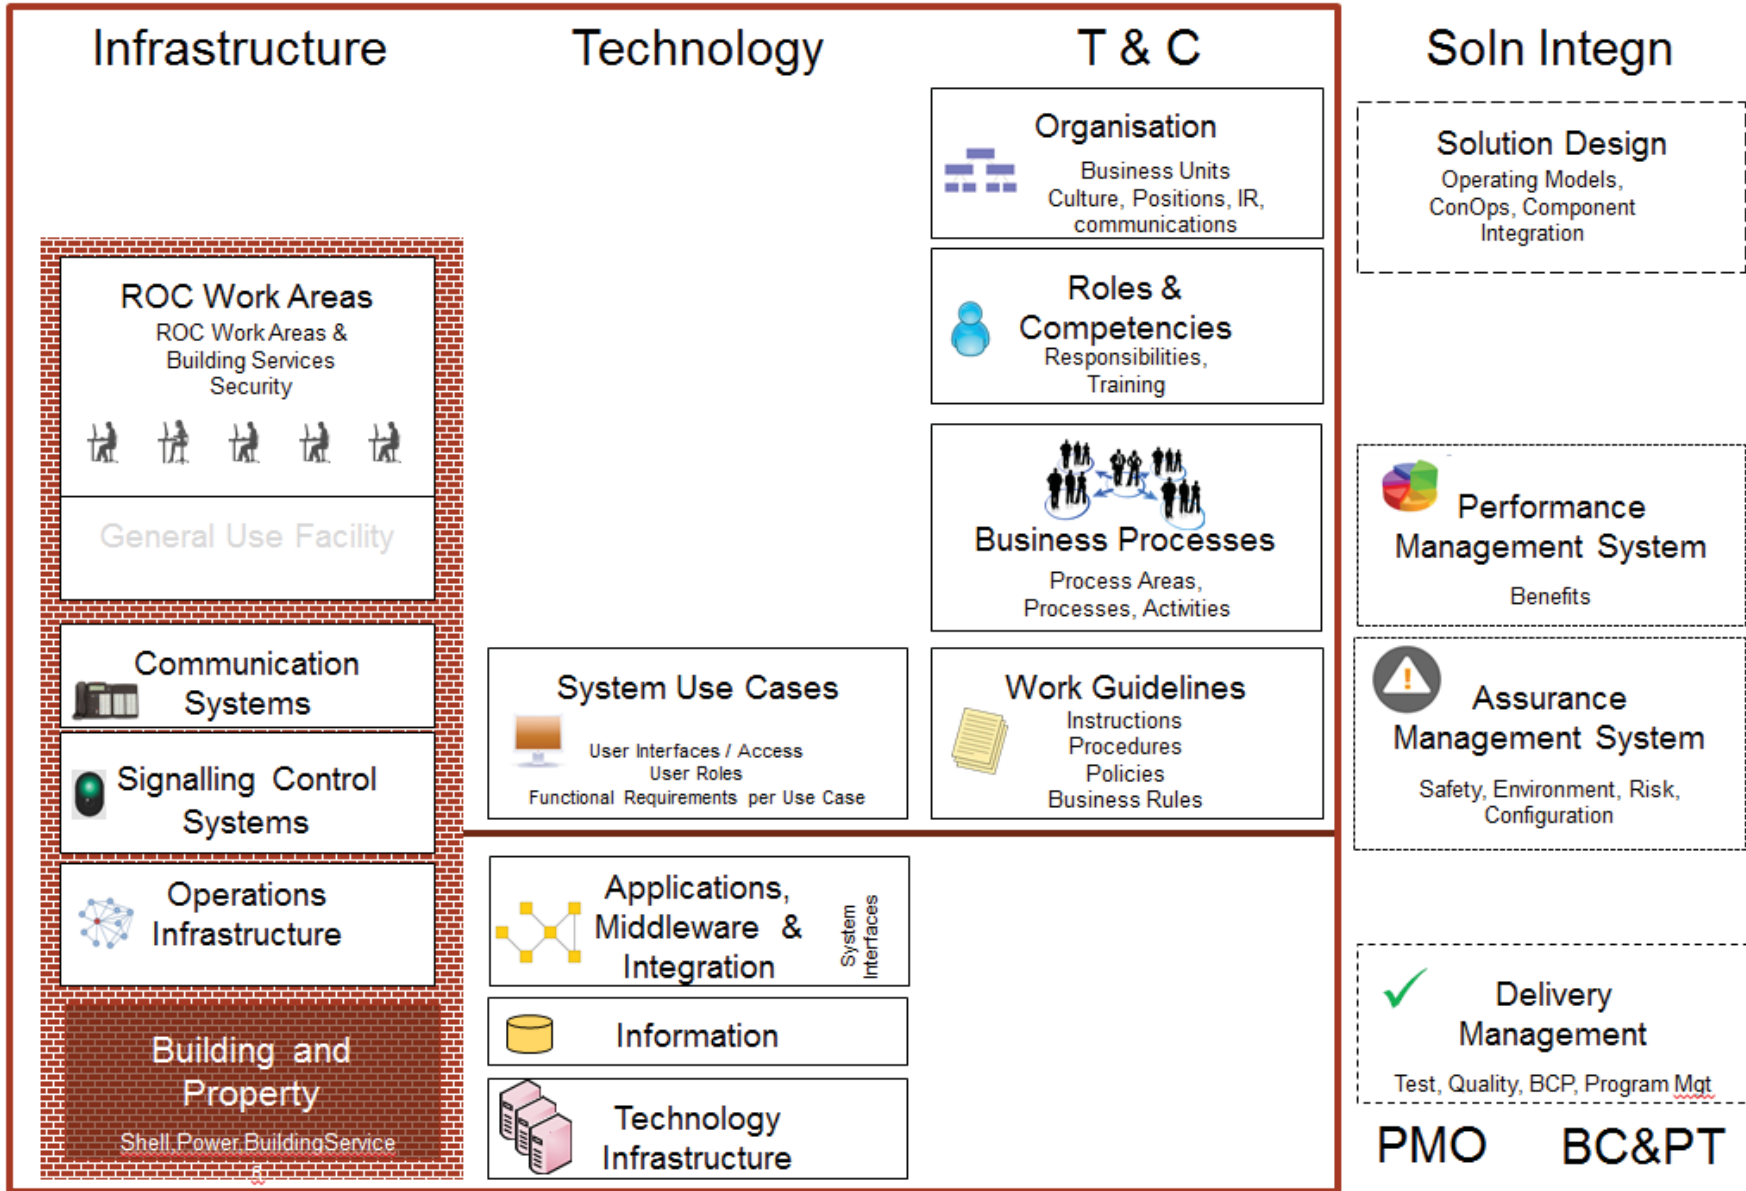 Infrastructure
Technology
T & C
Soln Integn
ROC Work Areas
ROC Work Areas &
Building Services
Security
General Use Facility
Communication
Systems
Signalling Control
Systems
Operations
Infrastructure
Building and
Property
Shell,Power.BuildingService
s
System Use Cases
User Interfaces / Access
User Roles
Functional Requirements per Use Case
Applications,
Middleware &
Integration
System
Interfaces
Information
Technology
Infrastructure
Organisation
Business Units
Culture, Positions, IR,
communications
Roles &
Competencies
Responsibilities,
Training
Business Processes
Process Areas,
Processes, Activities
Work Guidelines
Instructions
Procedures
Policies
Business Rules
Solution Design
Operating Models,
ConOps, Component
Integration
Performance
Management System
Benefits
Assurance
Management System
Safety, Environment, Risk,
Configuration
Delivery
Management
Test, Quality, BCP, Program Mgt
PMO
BC&PT